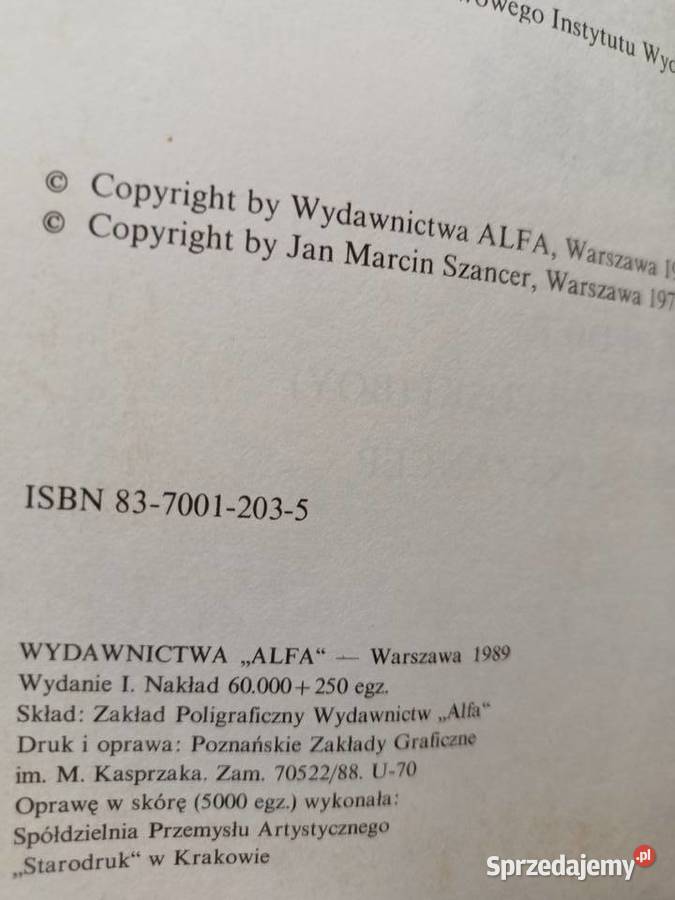 Instytutu
© Copyright by Wydawnictwa ALFA, Warszawa
© Copyright by Jan Marcin Szancer, Warszawa 197
ISBN 83-7001-203-5
WYDAWNICTWA „ALFA“ — Warszawa 1989
Wydanie I. Nakład 60.000+250 egz.
Skład: Zakład Poligraficzny Wydawnictw „Alfa“
Druk i oprawa: Poznańskie Zakłady Graficzne
im. M. Kasprzaka. Zam. 70522/88. U-70
Oprawę w skórę (5000 egz.) wykonała:
Spółdzielnia Przemysłu Artystycznego
„Starodruk“ w Krakowie
Sprzedajemy.pl